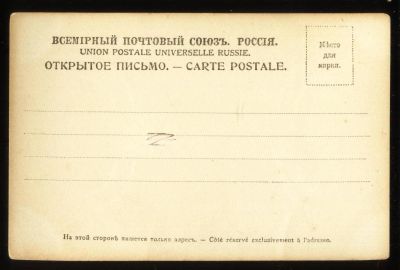 ВСЕМІРНЫЙ ПОЧТОВЫЙ СОЮЗЪ. РОССІЯ.
UNION POSTALE UNIVERSELLE RUSSIE.
ОТКРЫТОЕ ПИСЬМО. — CARTE POSTALE.
Мѣсто
для
марки.
На этой сторонѣ пишется только адресъ. — Côté réservé exclusivement à l'adresse.